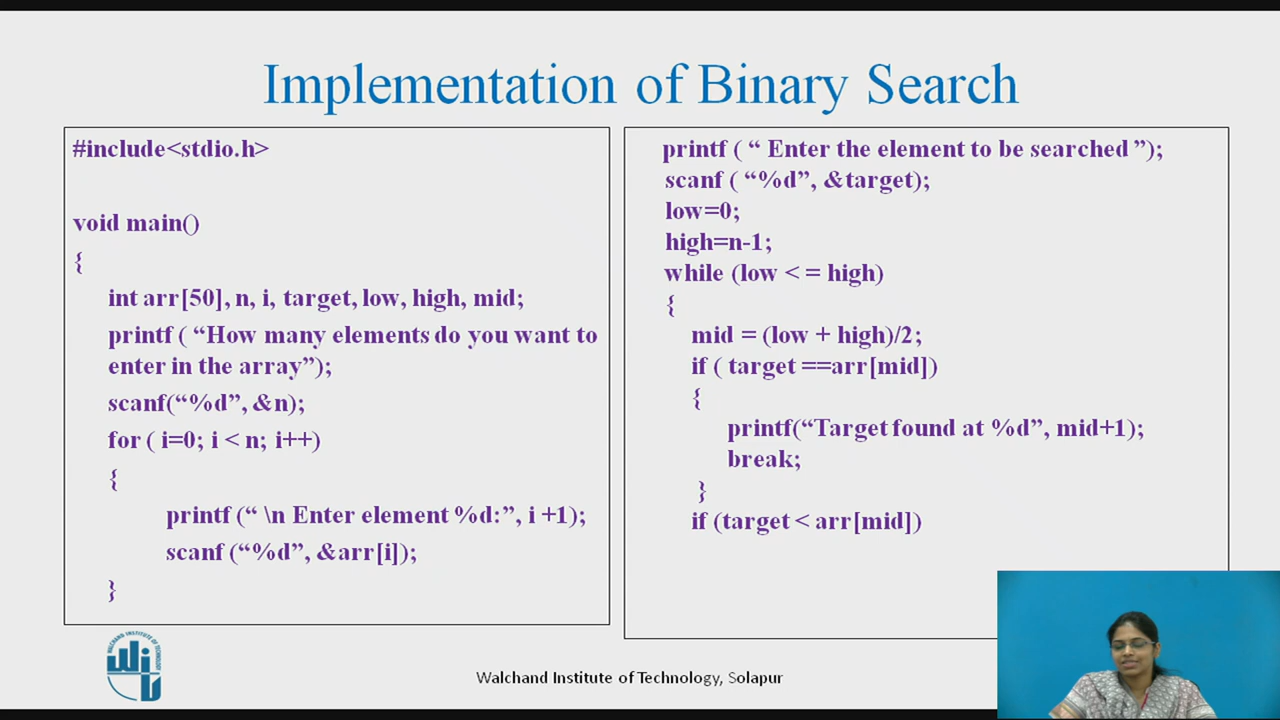 Implementation of Binary Search
#include<stdio.h>
void main()
{
int arr[50], n, i, target, low, high, mid;
printf ( “How many elements do you want to
enter in the array”);
scanf(“%d”, &n);
for ( i=0; i < n; i++)
{
printf (“ \n Enter element %d:”, i +1);
scanf (“%d”, &arr[i]);
}
printf ( “ Enter the element to be searched ”);
scanf ( “%d”, &target);
low=0;
high=n-1;
while (low < = high)
{
mid = (low + high)/2;
if ( target ==arr[mid])
{
printf(“Target found at %d”, mid+1);
break;
}
if (target < arr[mid])
WALCHAND INSTITUTE OF TECHNOLOGY
Walchand Institute of Technology, Solapur